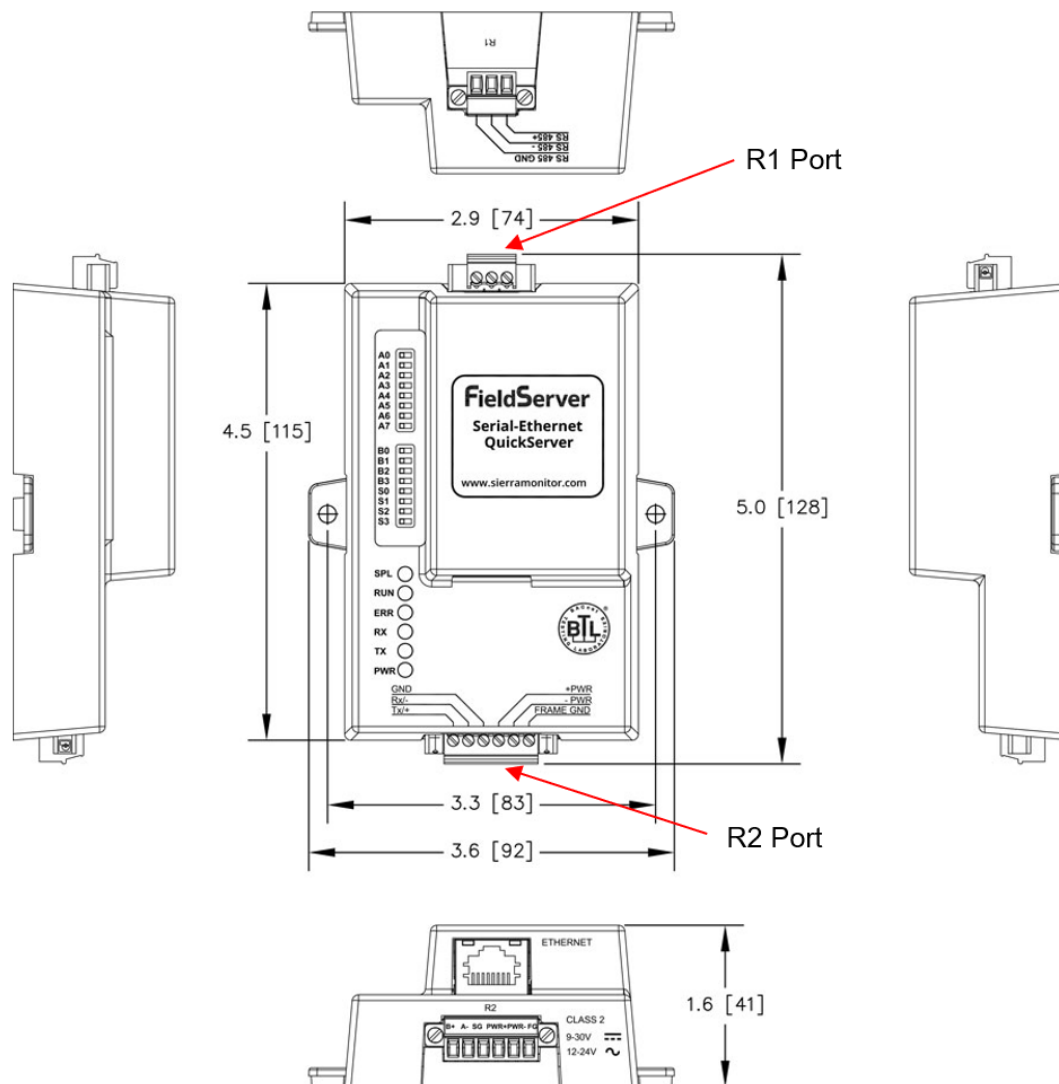 R1
RS 485+
RS 485 -
RS 485 GND
R1 Port
2.9 [74]
4.5 [115]
5.0 [128]
A0
A1
A2
A3
A4
A5
A6
A7
B0
B1
B2
B3
S0
S1
S2
S3
FieldServer
Serial-Ethernet
QuickServer
www.sierramonitor.com
SPL
RUN
ERR
RX
TX
PWR
BACnet
BTL
TESTING LABORATORIES
®
GND
Rx/-
Tx/+
+PWR
- PWR
FRAME GND
3.3 [83]
3.6 [92]
R2 Port
ETHERNET
R2
B+ A- SG PWR+PWR- FG
CLASS 2
9-30V
12-24V
1.6 [41]